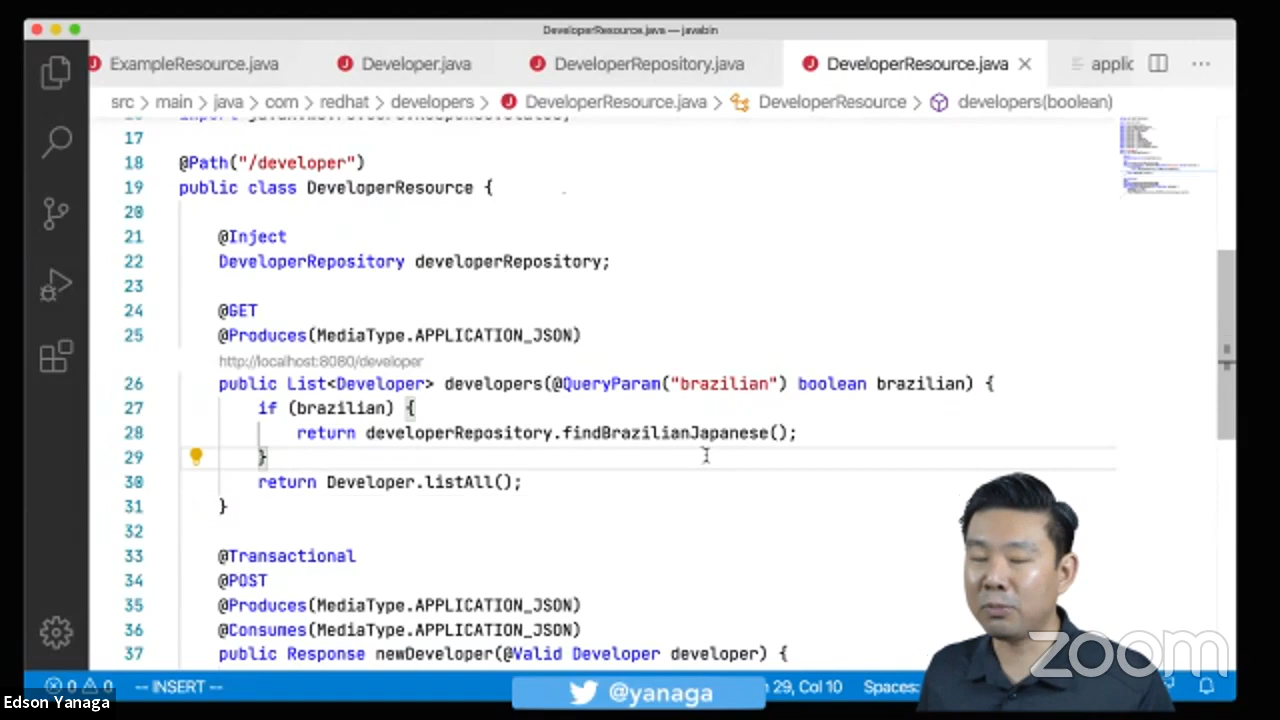 DeveloperResource.java — javabin
ExampleResource.java Developer.java DeveloperRepository.java DeveloperResource.java applic
src > main > java > com > redhat > developers > DeveloperResource.java > DeveloperResource > developers(boolean)
17
18 @Path("/developer")
19 public class DeveloperResource {
20
21 @Inject
22 DeveloperRepository developerRepository;
23
24 @GET
25 @Produces(MediaType.APPLICATION_JSON)
http://localhost:8080/developer
26 public List<Developer> developers(@QueryParam("brazilian") boolean brazilian) {
27 if (brazilian) {
28 return developerRepository.findBrazilianJapanese();
29 }
30 return Developer.listAll();
31 }
32
33 @Transactional
34 @POST
35 @Produces(MediaType.APPLICATION_JSON)
36 @Consumes(MediaType.APPLICATION_JSON)
37 public Response newDeveloper(@Valid Developer developer) {
zoom
0 0 -- INSERT -- @yanaga 29, Col 10 Spaces:
Edson Yanaga